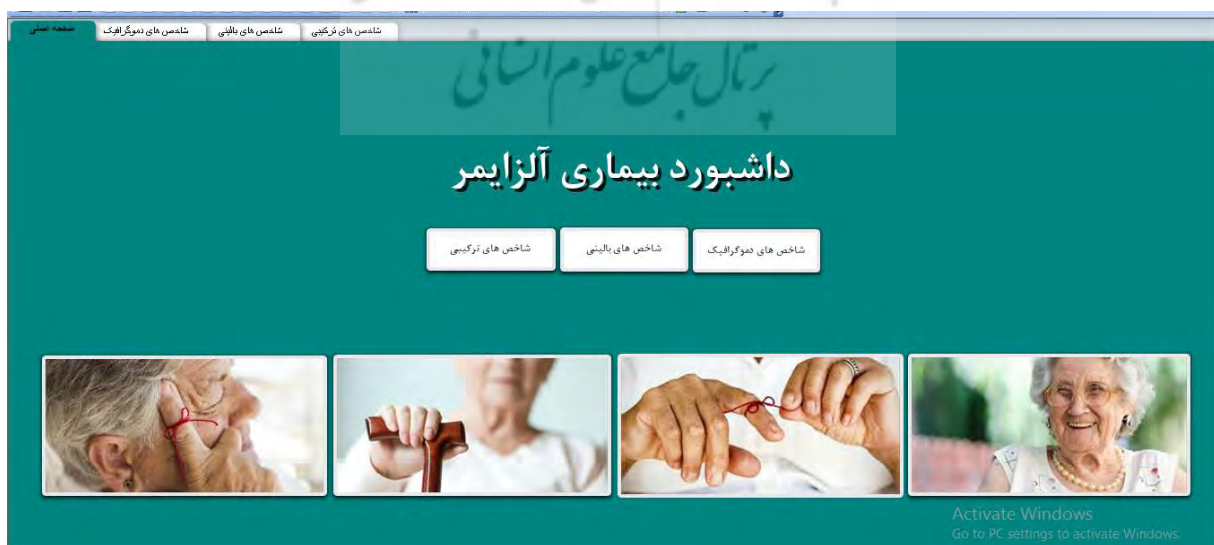 صفحه اصلی
شاخص های دموگرافیک
شاخص های بالینی
شاخص های ترکیبی
پرتال جامع علوم انسانی
داشبورد بیماری آلزایمر
شاخص های دموگرافیک
شاخص های بالینی
شاخص های ترکیبی
Activate Windows
Go to PC settings to activate Windows.